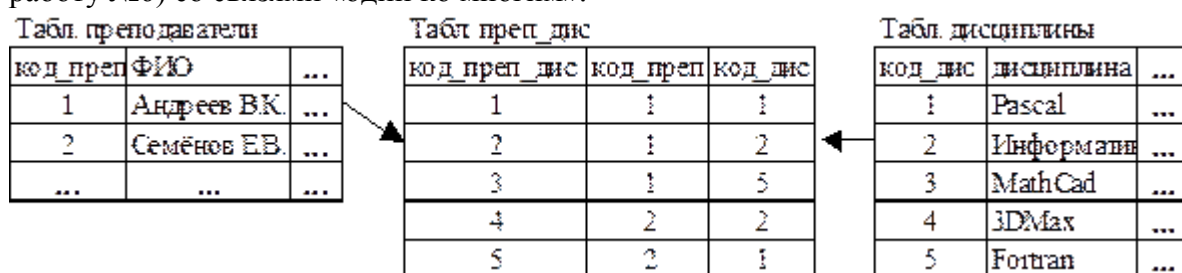 работу №6) со связями «один ко многим».
Табл. преподаватели
код_преп ФИО ...
1 Андреев В.К. ...
2 Семёнов Е.В. ...
... ... ...
Табл преп_дис
код_преп_дис код_преп код_дис
1 1 1
2 1 2
3 1 5
4 2 2
5 2 1
Табл. дисциплины
код_дис дисциплина ...
1 Pascal ...
2 Информатик ...
3 MathCad ...
4 3DMax ...
5 Fortran ...